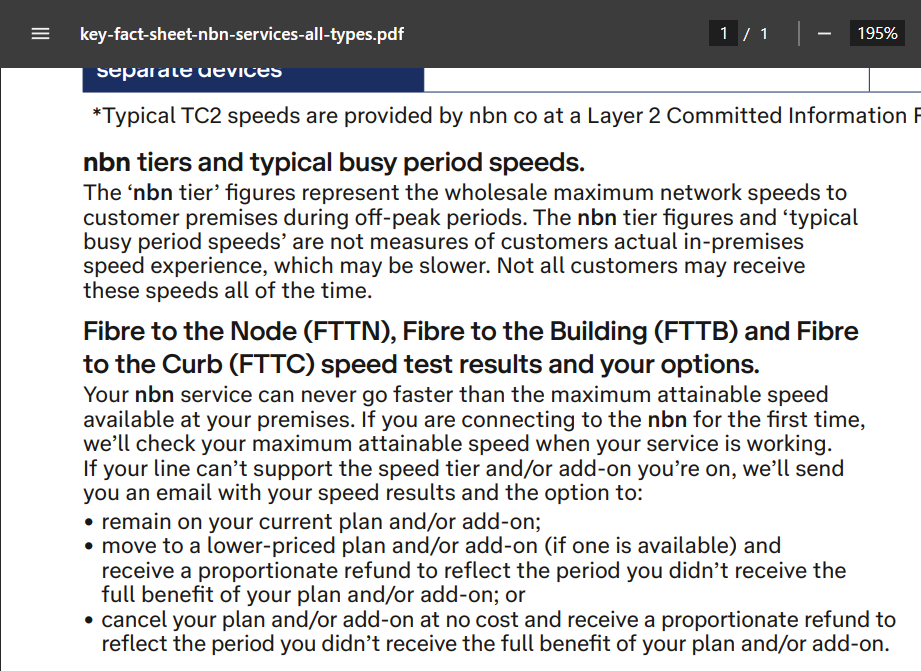 key-fact-sheet-nbn-services-all-types.pdf
1 / 1
195%
separate devices
*Typical TC2 speeds are provided by nbn co at a Layer 2 Committed Information
nbn tiers and typical busy period speeds.
The ‘nbn tier’ figures represent the wholesale maximum network speeds to
customer premises during off-peak periods. The nbn tier figures and ‘typical
busy period speeds’ are not measures of customers actual in-premises
speed experience, which may be slower. Not all customers may receive
these speeds all of the time.
Fibre to the Node (FTTN), Fibre to the Building (FTTB) and Fibre
to the Curb (FTTC) speed test results and your options.
Your nbn service can never go faster than the maximum attainable speed
available at your premises. If you are connecting to the nbn for the first time,
we’ll check your maximum attainable speed when your service is working.
If your line can’t support the speed tier and/or add-on you’re on, we’ll send
you an email with your speed results and the option to:
• remain on your current plan and/or add-on;
• move to a lower-priced plan and/or add-on (if one is available) and
receive a proportionate refund to reflect the period you didn’t receive the
full benefit of your plan and/or add-on; or
• cancel your plan and/or add-on at no cost and receive a proportionate refund to
reflect the period you didn’t receive the full benefit of your plan and/or add-on.